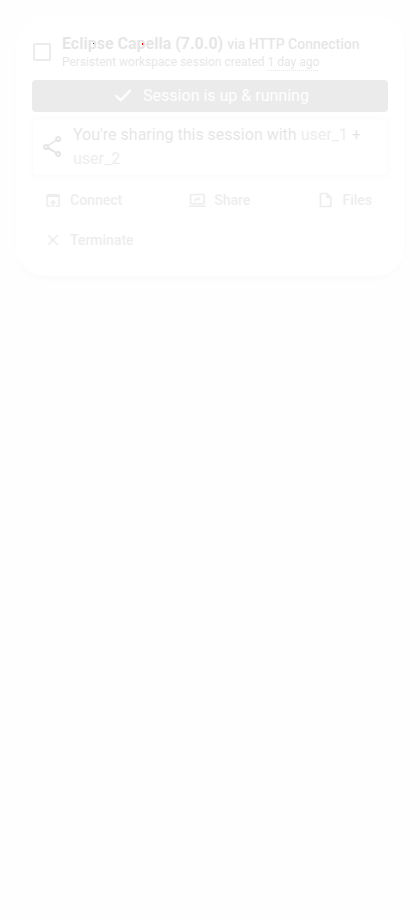 Eclipse Capella (7.0.0) via HTTP Connection
Persistent workspace session created 1 day ago
Session is up & running
You're sharing this session with user_1 +
user_2
Connect Share Files
Terminate